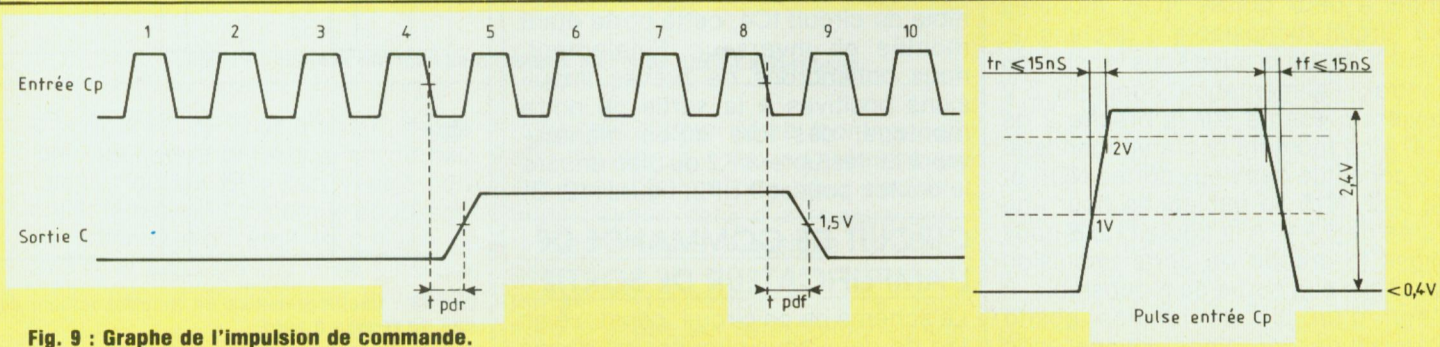 1 2 3 4 5 6 7 8 9 10
Entrée Cp
Sortie C
1,5 V
t pdr
t pdf
tr ⩽ 15nS
tf ⩽ 15nS
2V
1V
2,4V
< 0,4V
Pulse entrée Cp
Fig. 9 : Graphe de l'impulsion de commande.